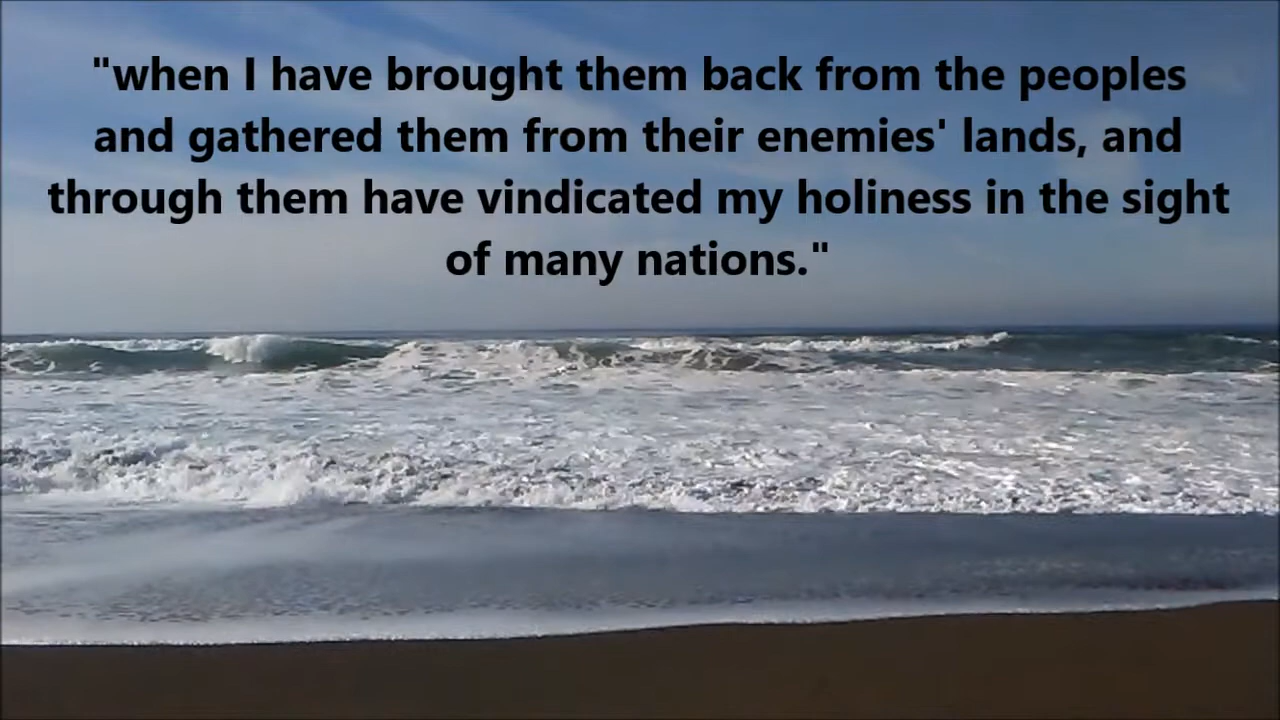 "when I have brought them back from the peoples
and gathered them from their enemies' lands, and
through them have vindicated my holiness in the sight
of many nations."